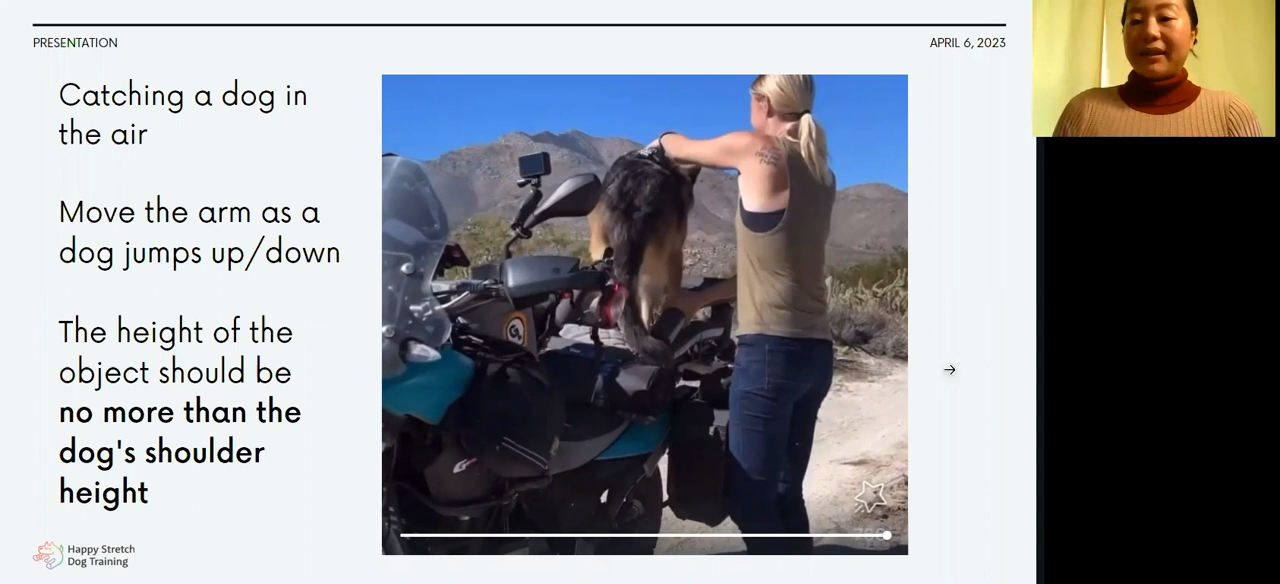 PRESENTATION
APRIL 6, 2023
Catching a dog in
the air
Move the arm as a
dog jumps up/down
The height of the
object should be
no more than the
dog's shoulder
height
Happy Stretch
Dog Training